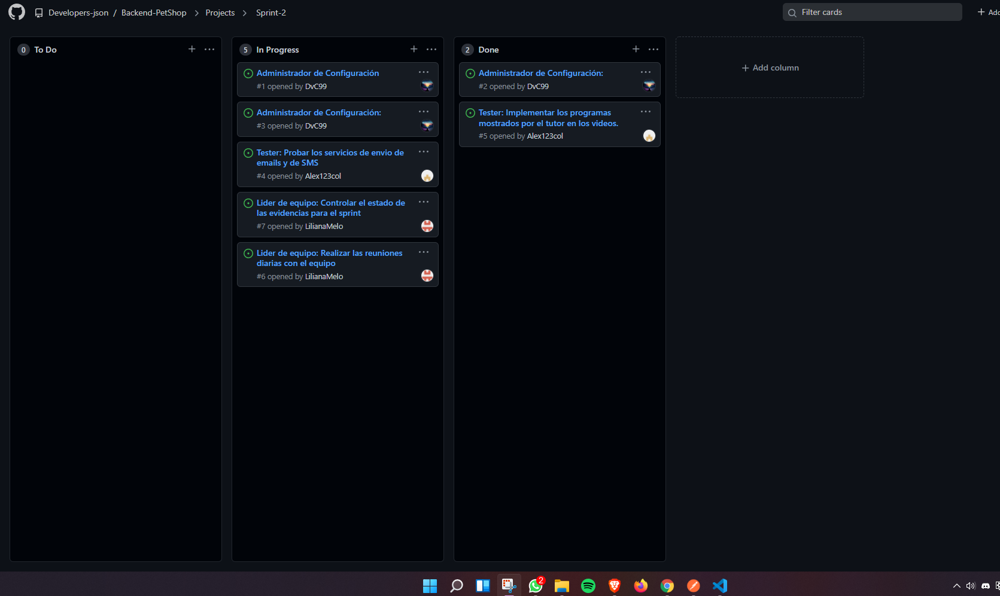 Developers-json / Backend-PetShop > Projects > Sprint-2
Filter cards
+ Add
0 To Do
5 In Progress
Administrador de Configuración
#1 opened by DvC99
Administrador de Configuración:
#3 opened by DvC99
Tester: Probar los servicios de envio de
emails y de SMS
#4 opened by Alex123col
Lider de equipo: Controlar el estado de
las evidencias para el sprint
#7 opened by LilianaMelo
Lider de equipo: Realizar las reuniones
diarias con el equipo
#6 opened by LilianaMelo
2 Done
Administrador de Configuración:
#2 opened by DvC99
Tester: Implementar los programas
mostrados por el tutor en los videos.
#5 opened by Alex123col
+ Add column
2